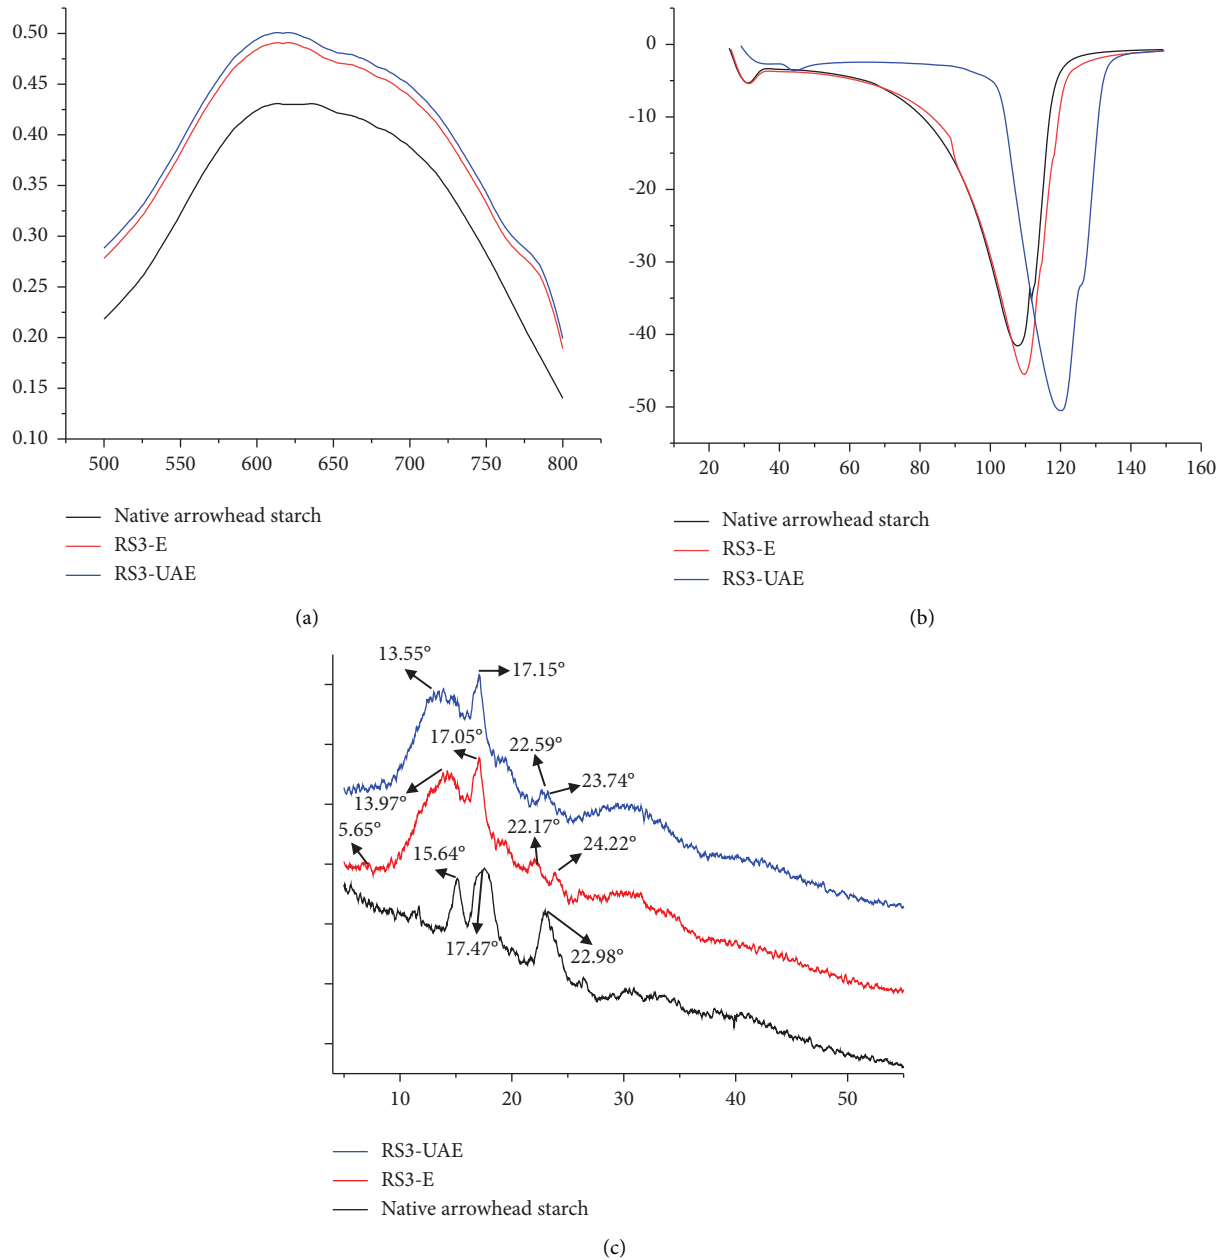 0.50
0.45
0.40
0.35
0.30
0.25
0.20
0.15
0.10
500 550 600 650 700 750 800
Native arrowhead starch
RS3-E
RS3-UAE
(a)
0
-10
-20
-30
-40
-50
20 40 60 80 100 120 140 160
Native arrowhead starch
RS3-E
RS3-UAE
(b)
13.55°
17.15°
17.05°
22.59°
23.74°
13.97°
5.65°
22.17°
24.22°
15.64°
17.47°
22.98°
10 20 30 40 50
RS3-UAE
RS3-E
Native arrowhead starch
(c)